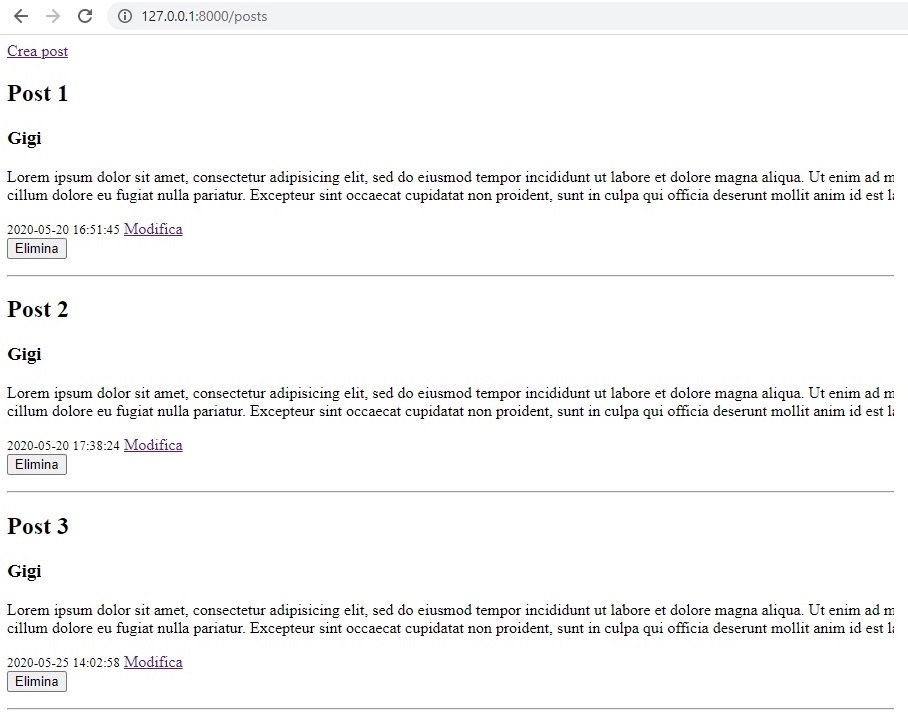 127.0.0.1:8000/posts
Crea post
Post 1
Gigi
Lorem ipsum dolor sit amet, consectetur adipisicing elit, sed do eiusmod tempor incididunt ut labore et dolore magna aliqua. Ut enim ad
cillum dolore eu fugiat nulla pariatur. Excepteur sint occaecat cupidatat non proident, sunt in culpa qui officia deserunt mollit anim id est
2020-05-20 16:51:45 Modifica
Elimina
Post 2
Gigi
Lorem ipsum dolor sit amet, consectetur adipisicing elit, sed do eiusmod tempor incididunt ut labore et dolore magna aliqua. Ut enim ad
cillum dolore eu fugiat nulla pariatur. Excepteur sint occaecat cupidatat non proident, sunt in culpa qui officia deserunt mollit anim id est
2020-05-20 17:38:24 Modifica
Elimina
Post 3
Gigi
Lorem ipsum dolor sit amet, consectetur adipisicing elit, sed do eiusmod tempor incididunt ut labore et dolore magna aliqua. Ut enim ad
cillum dolore eu fugiat nulla pariatur. Excepteur sint occaecat cupidatat non proident, sunt in culpa qui officia deserunt mollit anim id est
2020-05-25 14:02:58 Modifica
Elimina